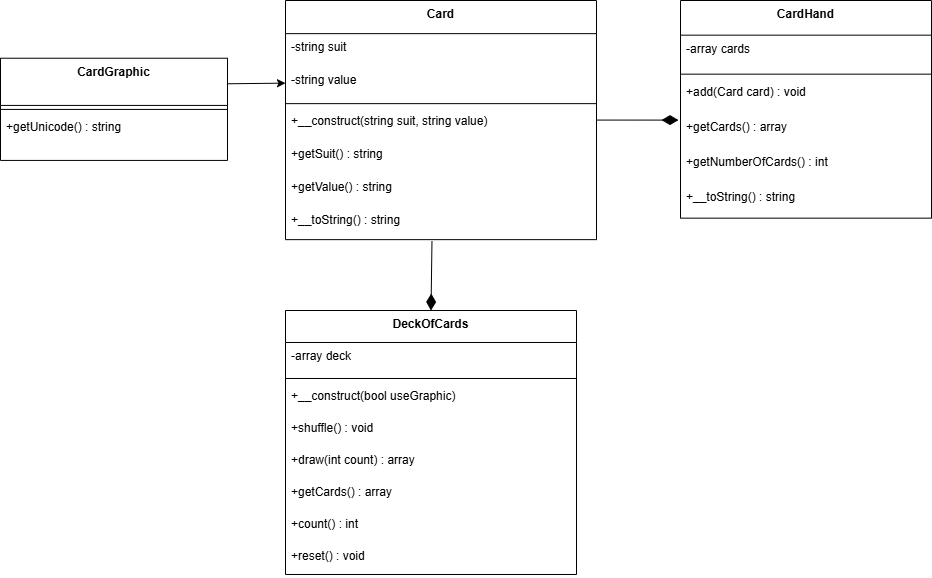 CardGraphic
+getUnicode() : string
Card
-string suit
-string value
+__construct(string suit, string value)
+getSuit() : string
+getValue() : string
+__toString() : string
CardHand
-array cards
+add(Card card) : void
+getCards() : array
+getNumberOfCards() : int
+__toString() : string
DeckOfCards
-array deck
+__construct(bool useGraphic)
+shuffle() : void
+draw(int count) : array
+getCards() : array
+count() : int
+reset() : void